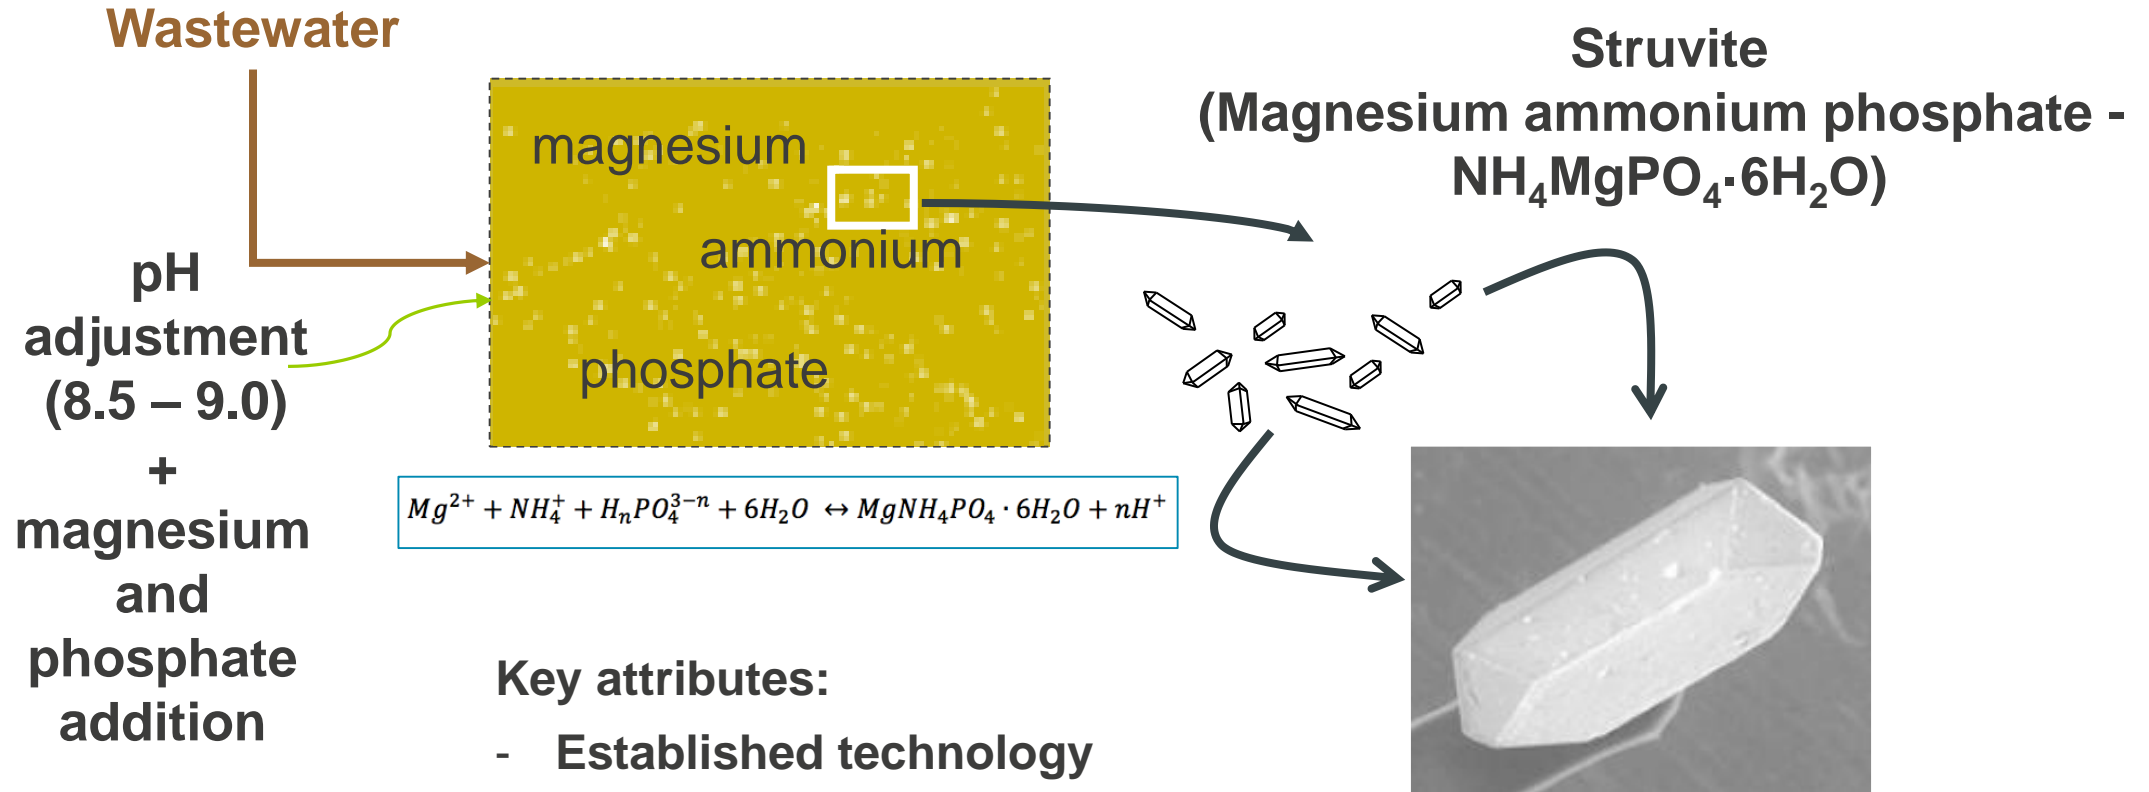 Wastewater
magnesium
ammonium
phosphate
Struvite
(Magnesium ammonium phosphate -
NH₄MgPO₄·6H₂O)
pH
adjustment
(8.5 – 9.0)
+
magnesium
and
phosphate
addition
Mg²⁺ + NH₄⁺ + HₙPO₄³⁻ⁿ + 6H₂O ↔ MgNH₄PO₄ · 6H₂O + nH⁺
Key attributes:
- Established technology